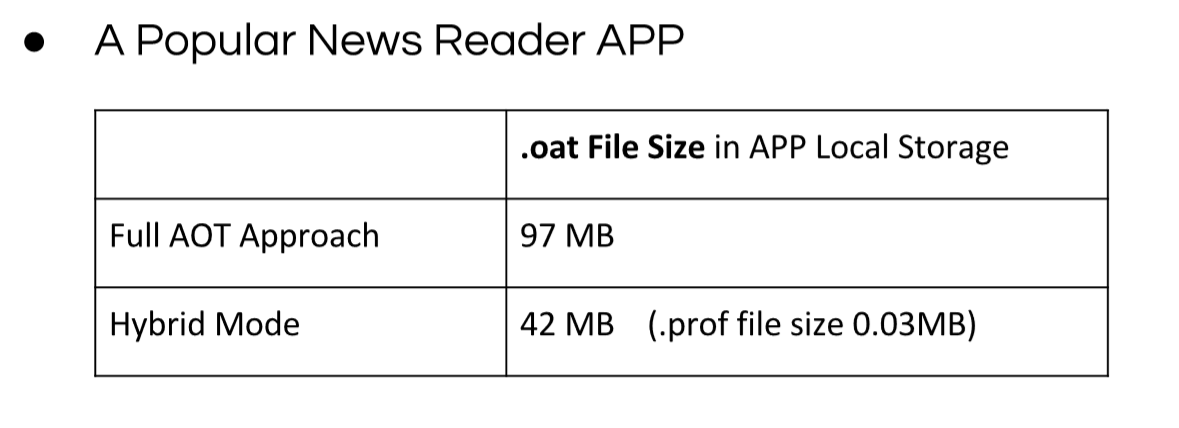 ● A Popular News Reader APP
.oat File Size in APP Local Storage
Full AOT Approach 97 MB
Hybrid Mode 42 MB (.prof file size 0.03MB)